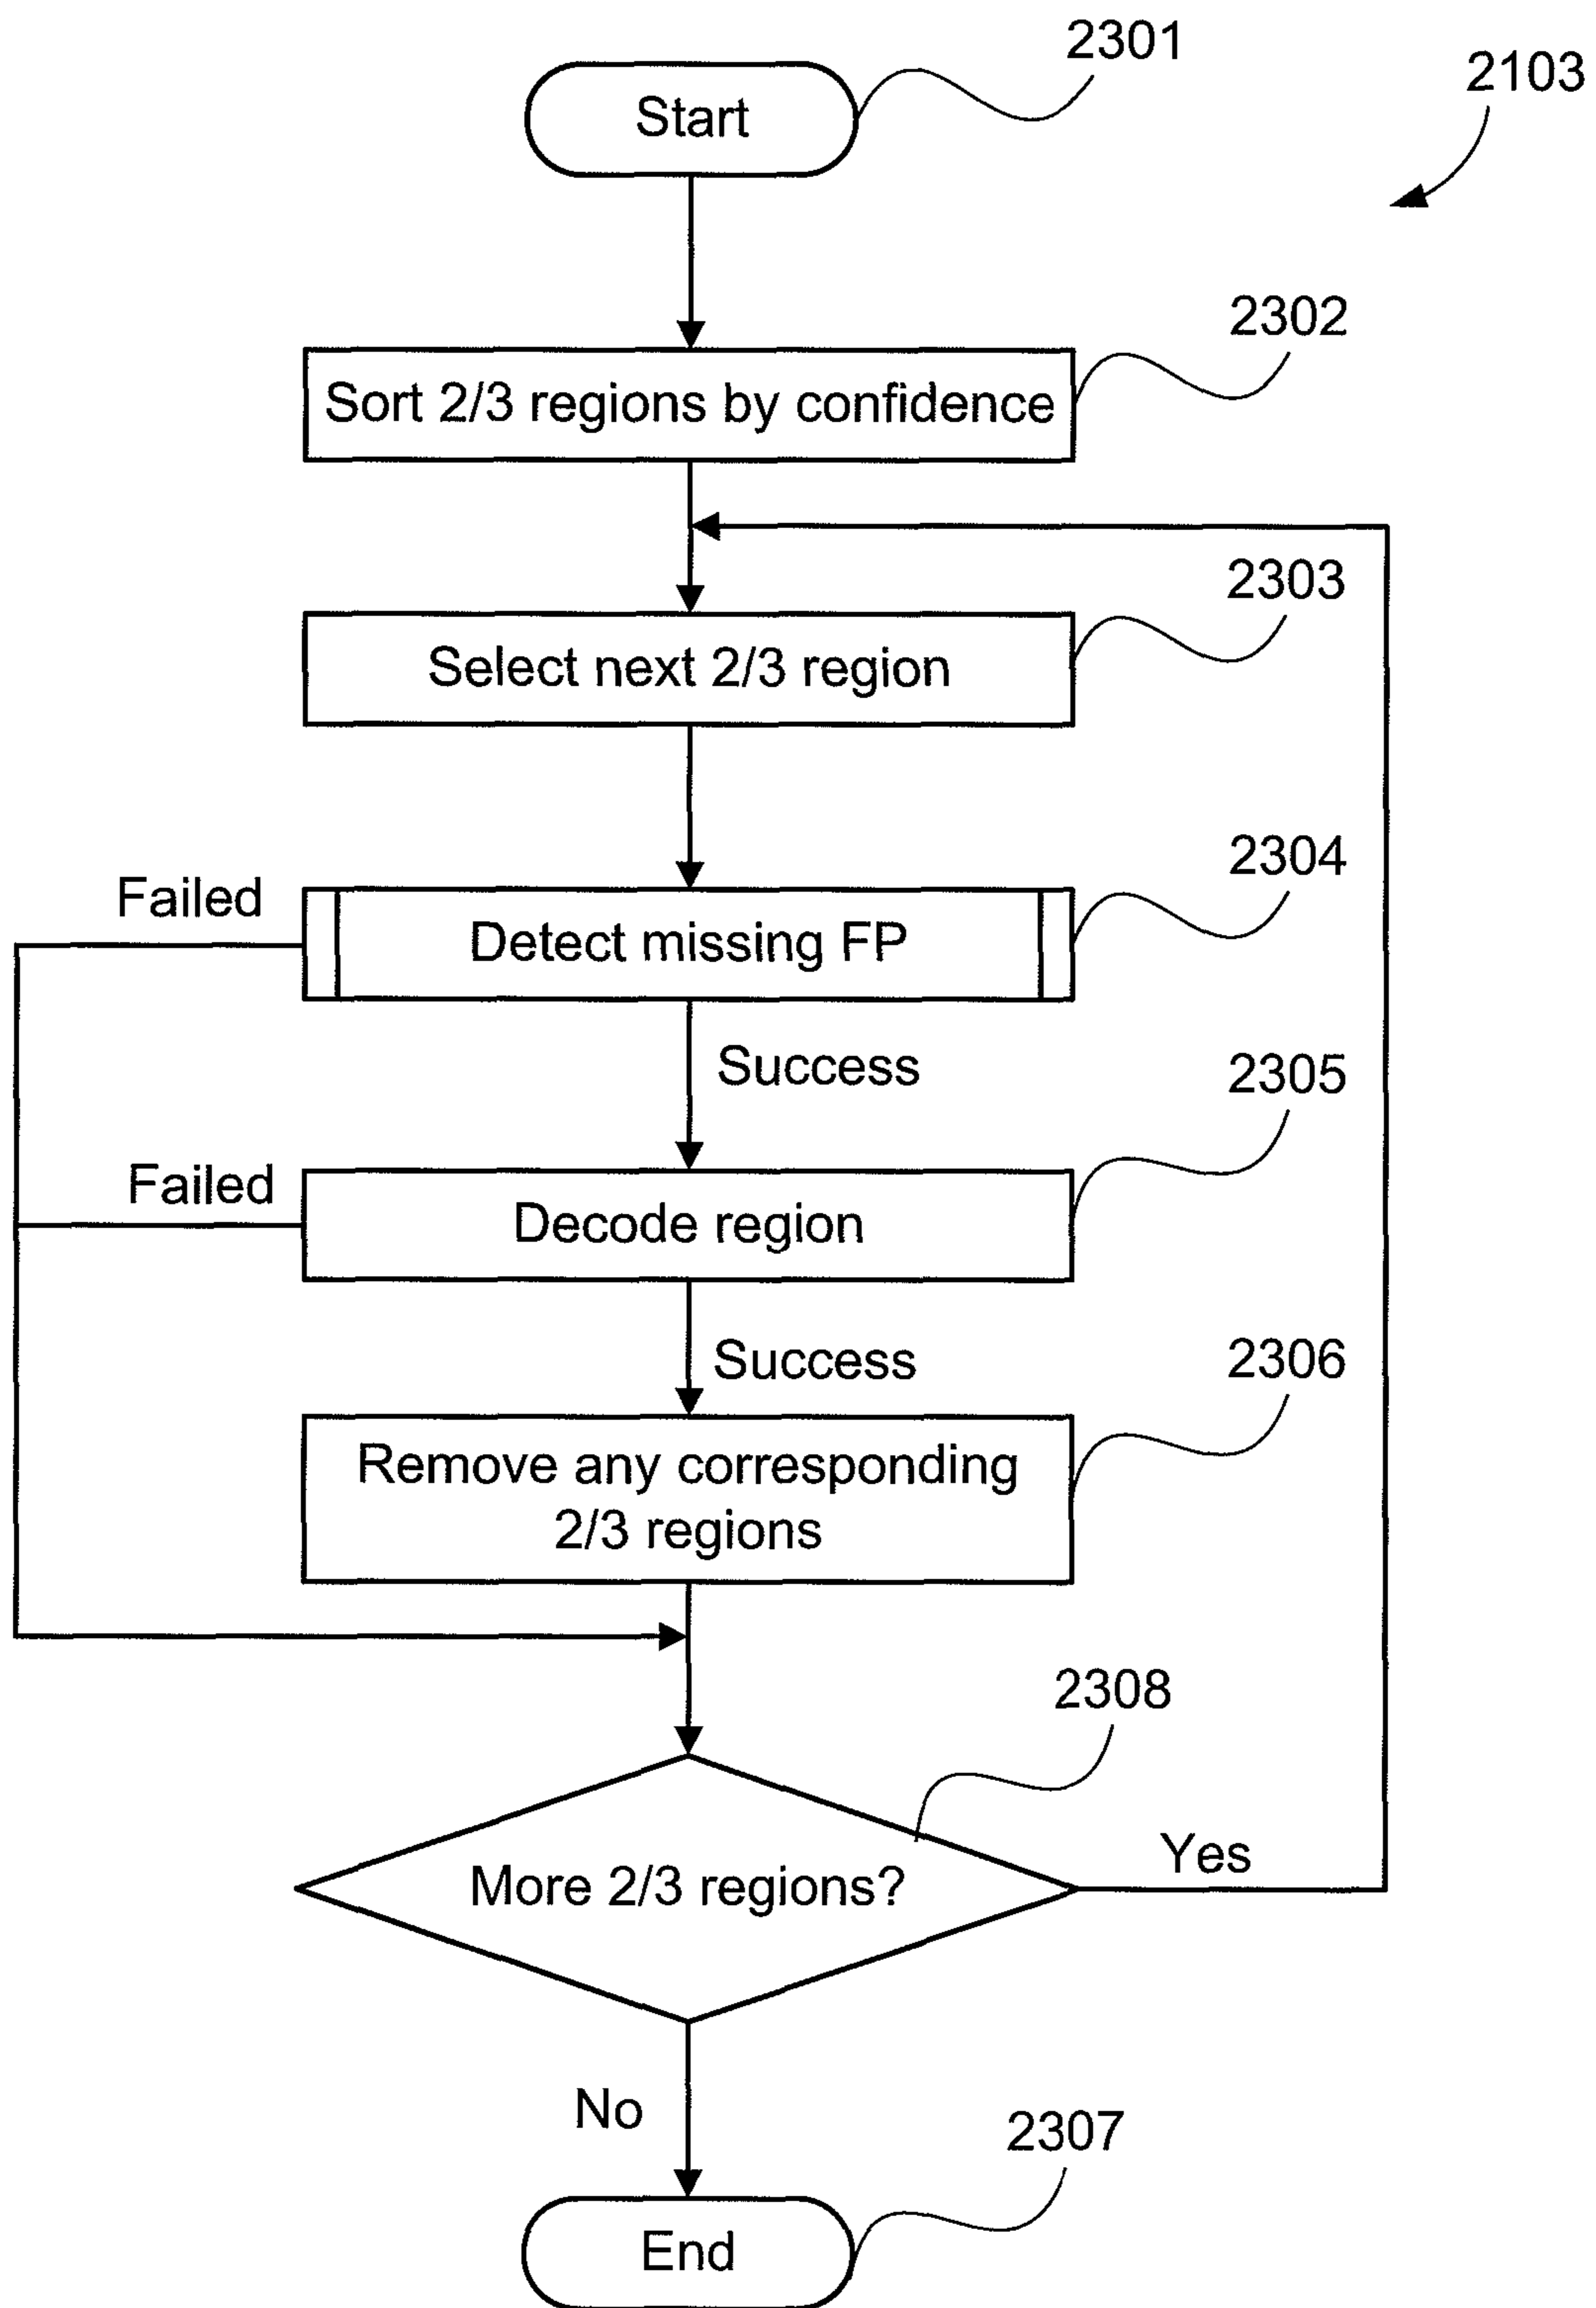 2301
2103
Start
2302
Sort 2/3 regions by confidence
2303
Select next 2/3 region
2304
Failed
Detect missing FP
Success
2305
Failed
Decode region
Success
2306
Remove any corresponding
2/3 regions
2308
More 2/3 regions?
Yes
No
2307
End